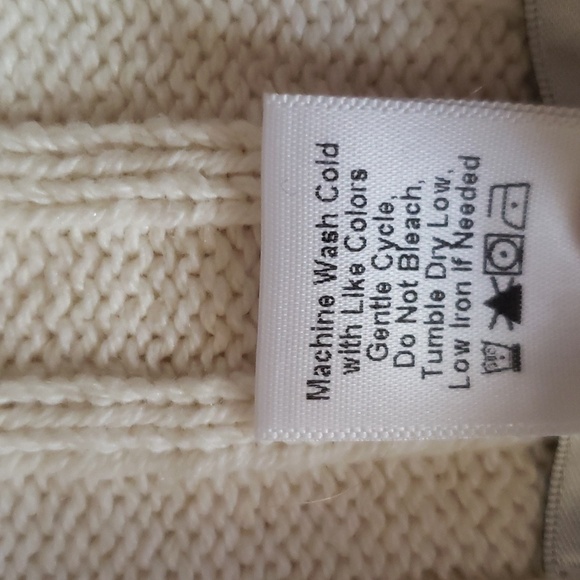 Machine Wash Cold
with Like Colors
Gentle Cycle,
Do Not Bleach,
Tumble Dry Low,
Low Iron If Needed